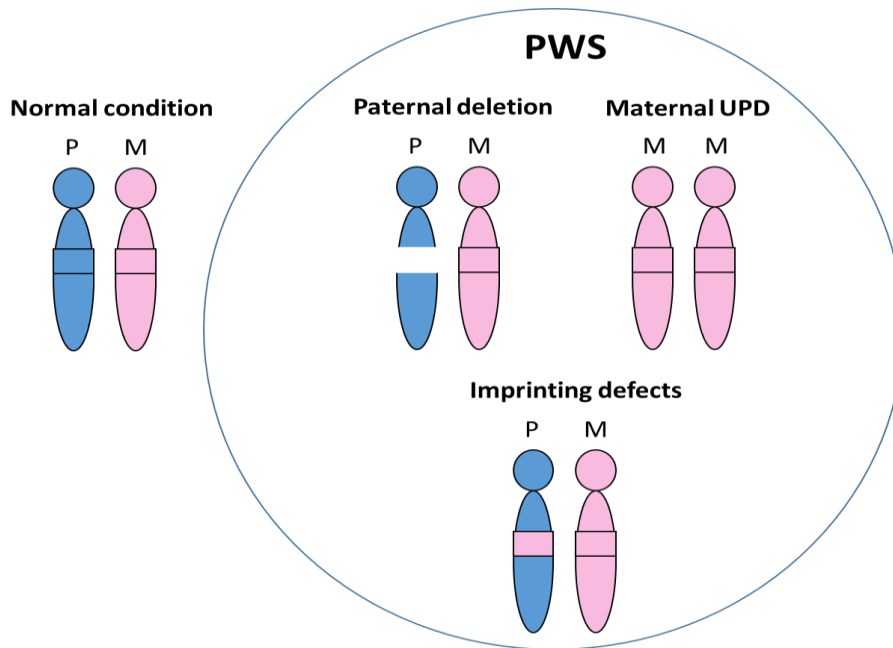 PWS
Normal condition
P M
Paternal deletion
P M
Maternal UPD
M M
Imprinting defects
P M